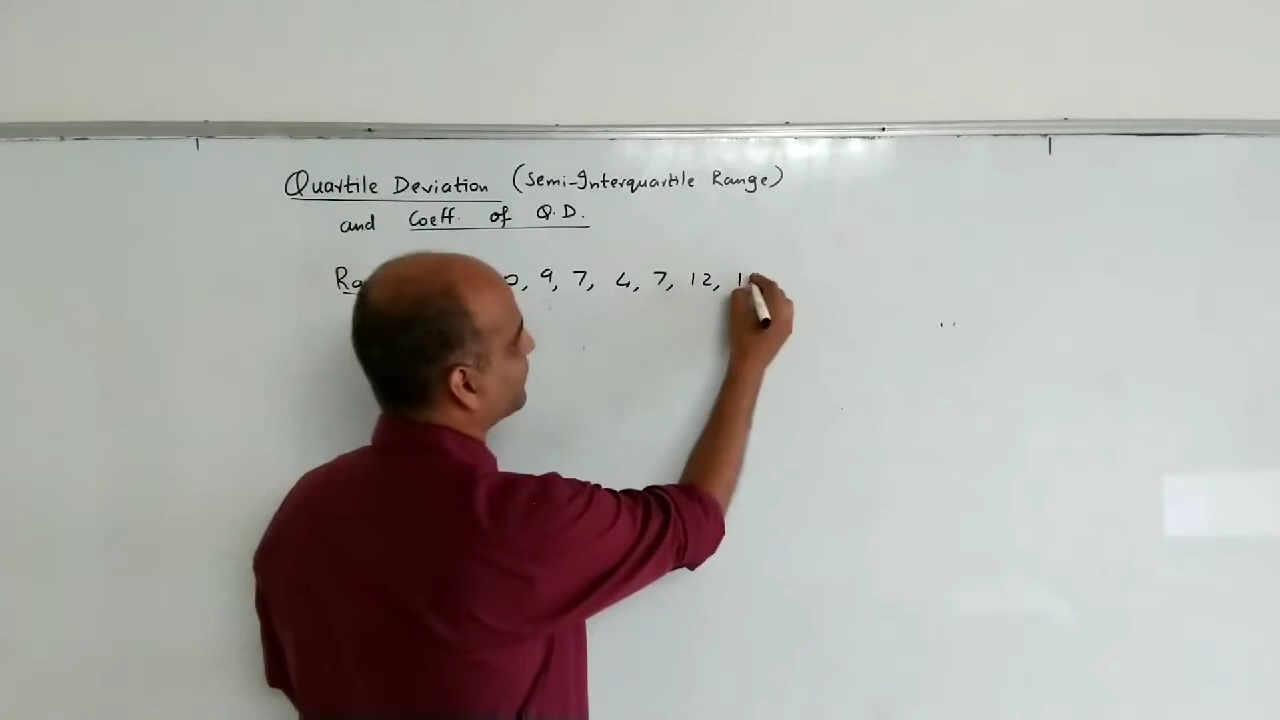 Quartile Deviation (Semi-Interquartile Range)
and Coeff. of Q.D.
9, 7, 4, 7, 12,